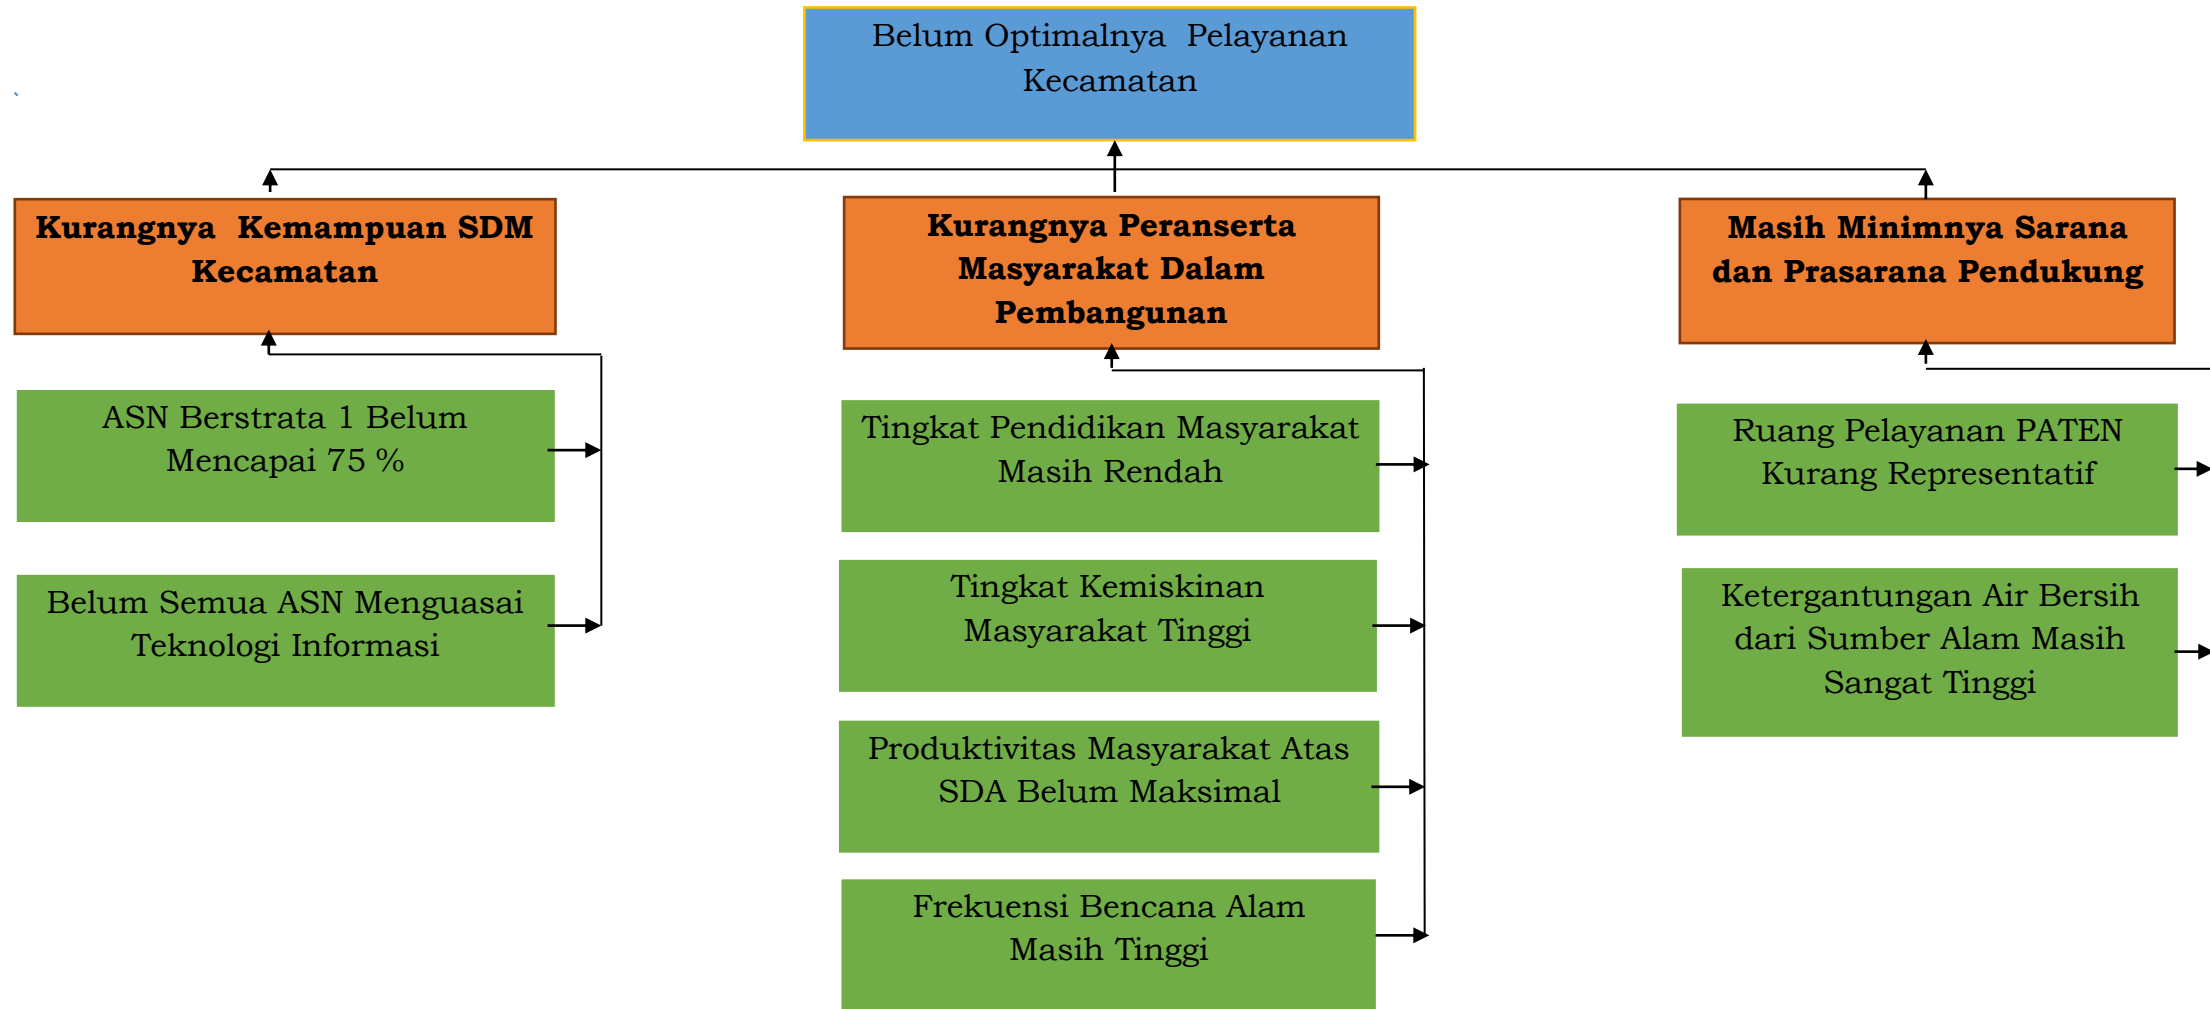 Belum Optimalnya  Pelayanan
Kecamatan
Kurangnya  Kemampuan SDM
Kecamatan
ASN Berstrata 1 Belum
Mencapai 75 %
Belum Semua ASN Menguasai
Teknologi Informasi
Kurangnya Peranserta
Masyarakat Dalam
Pembangunan
Tingkat Pendidikan Masyarakat
Masih Rendah
Tingkat Kemiskinan
Masyarakat Tinggi
Produktivitas Masyarakat Atas
SDA Belum Maksimal
Frekuensi Bencana Alam
Masih Tinggi
Masih Minimnya Sarana
dan Prasarana Pendukung
Ruang Pelayanan PATEN
Kurang Representatif
Ketergantungan Air Bersih
dari Sumber Alam Masih
Sangat Tinggi